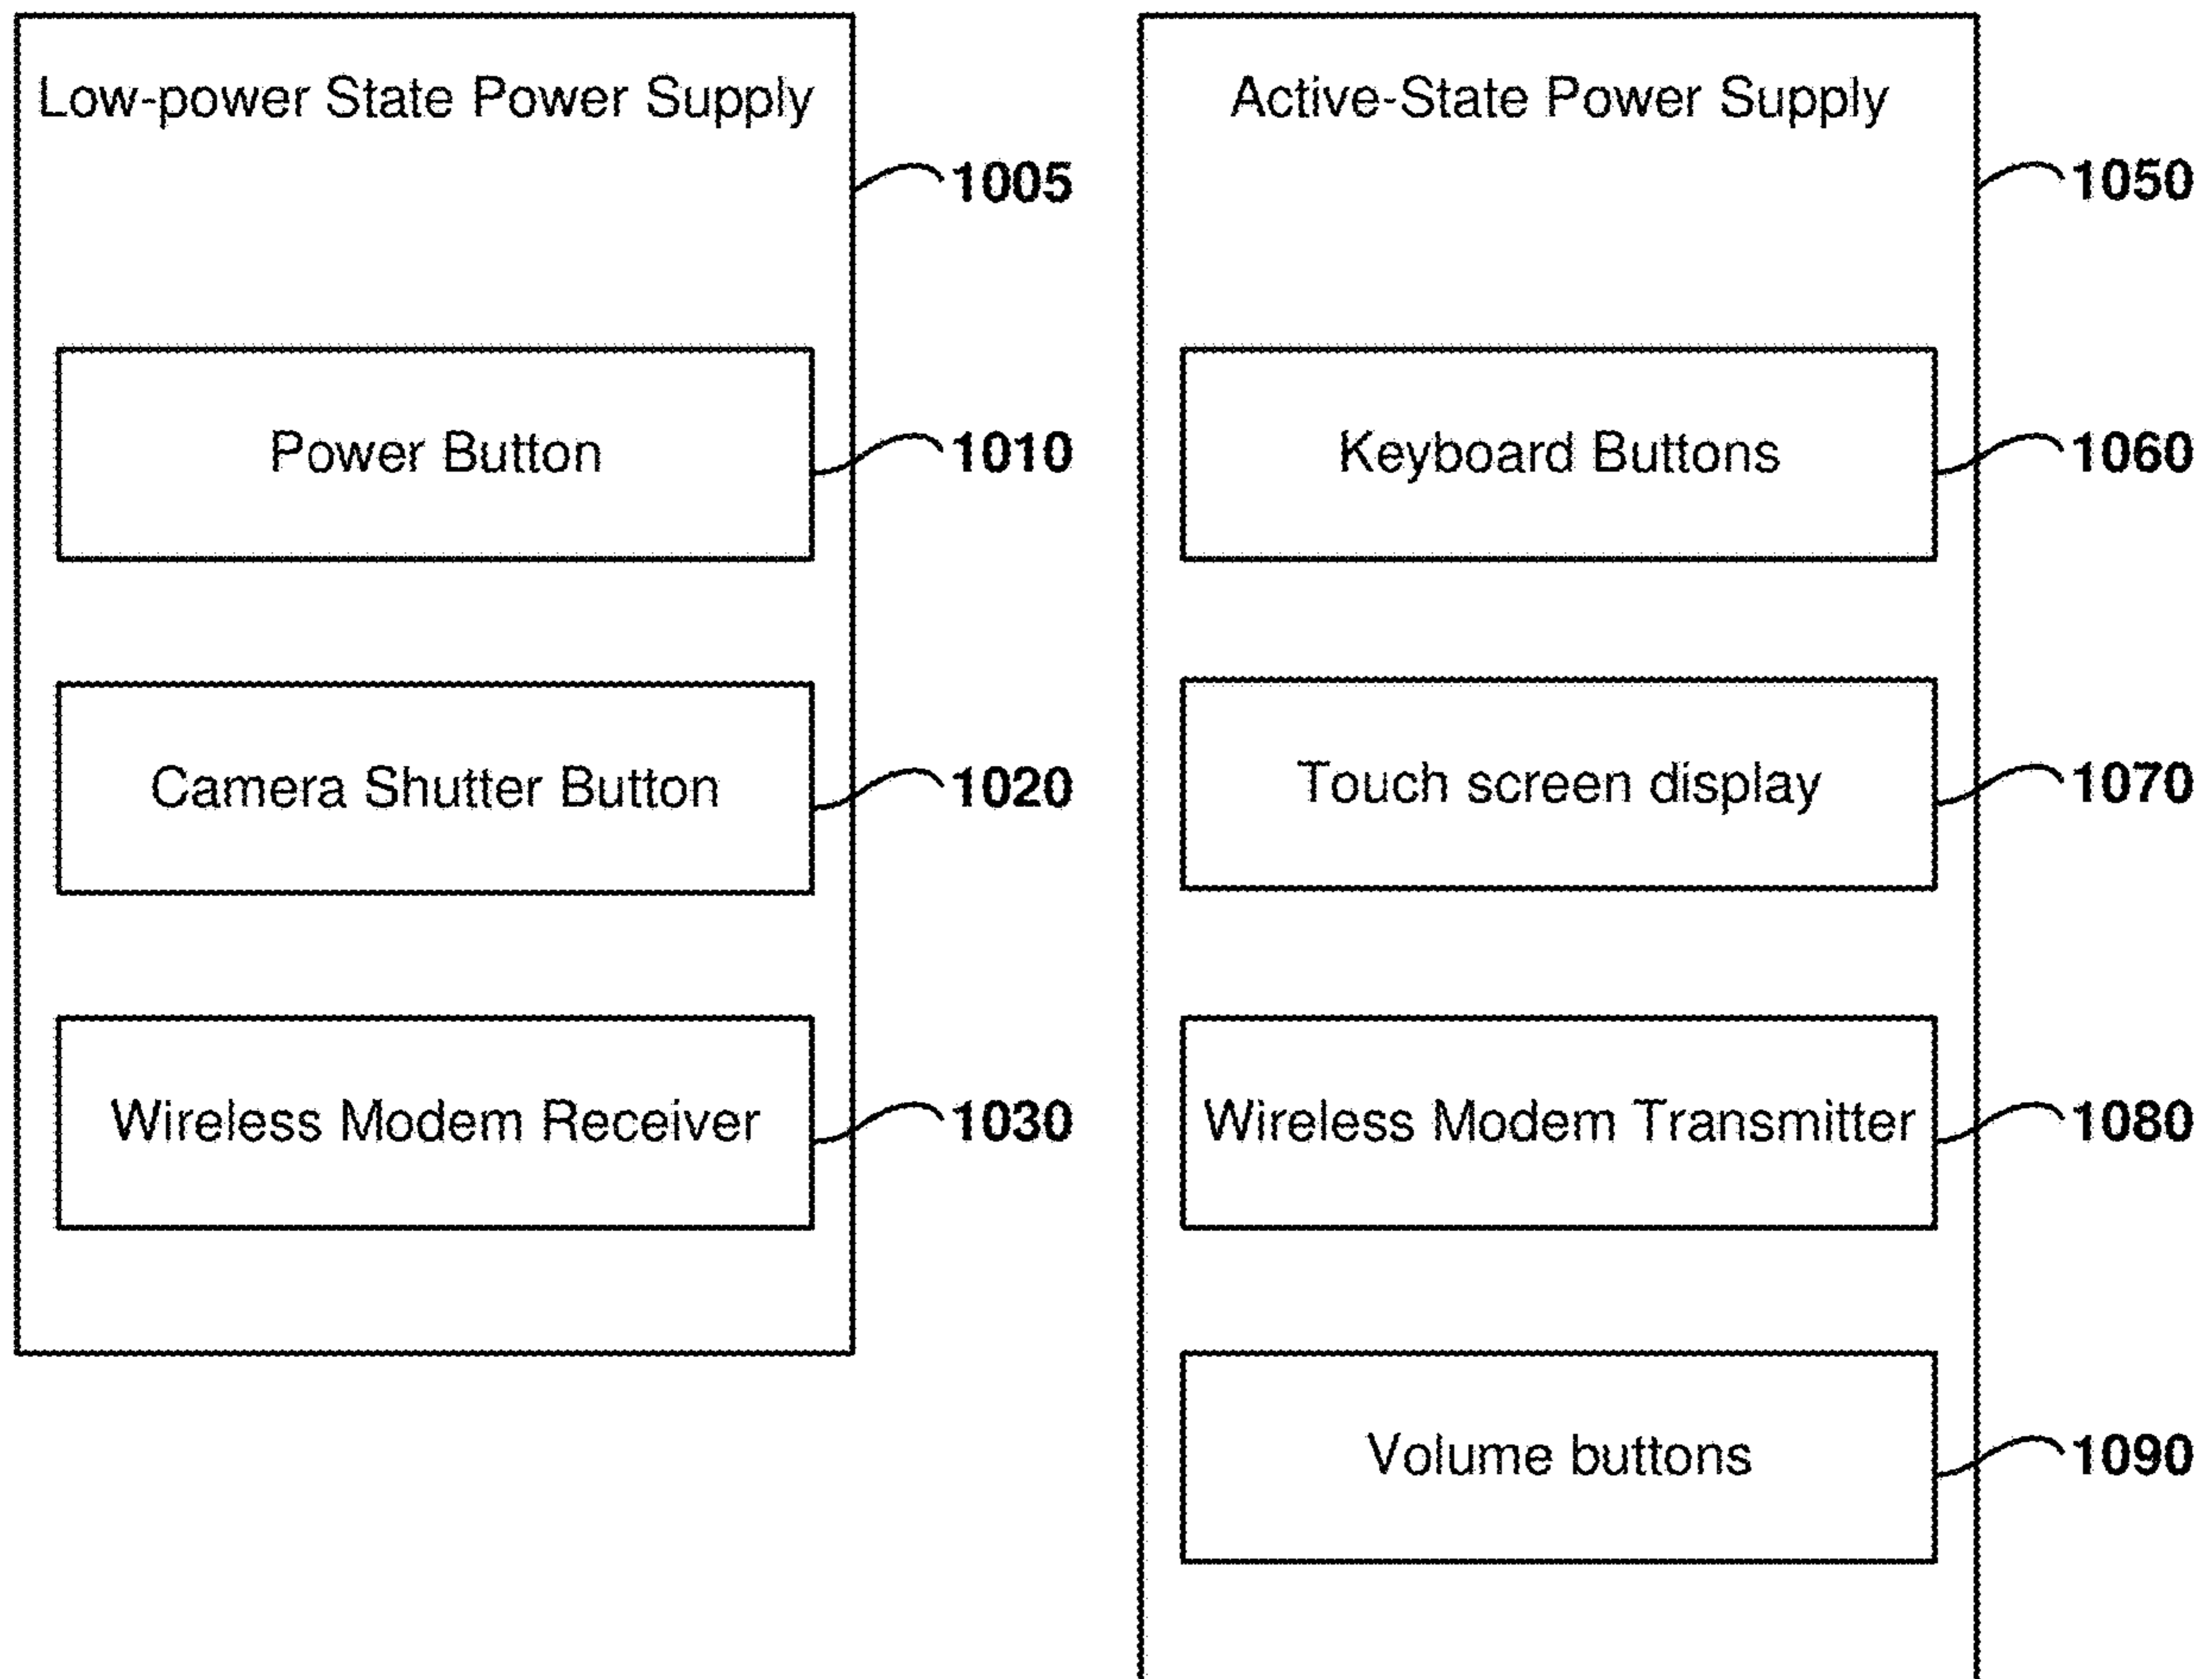 Low-power State Power Supply
1005
Power Button
1010
Camera Shutter Button
1020
Wireless Modem Receiver
1030
Active-State Power Supply
1050
Keyboard Buttons
1060
Touch screen display
1070
Wireless Modem Transmitter
1080
Volume buttons
1090